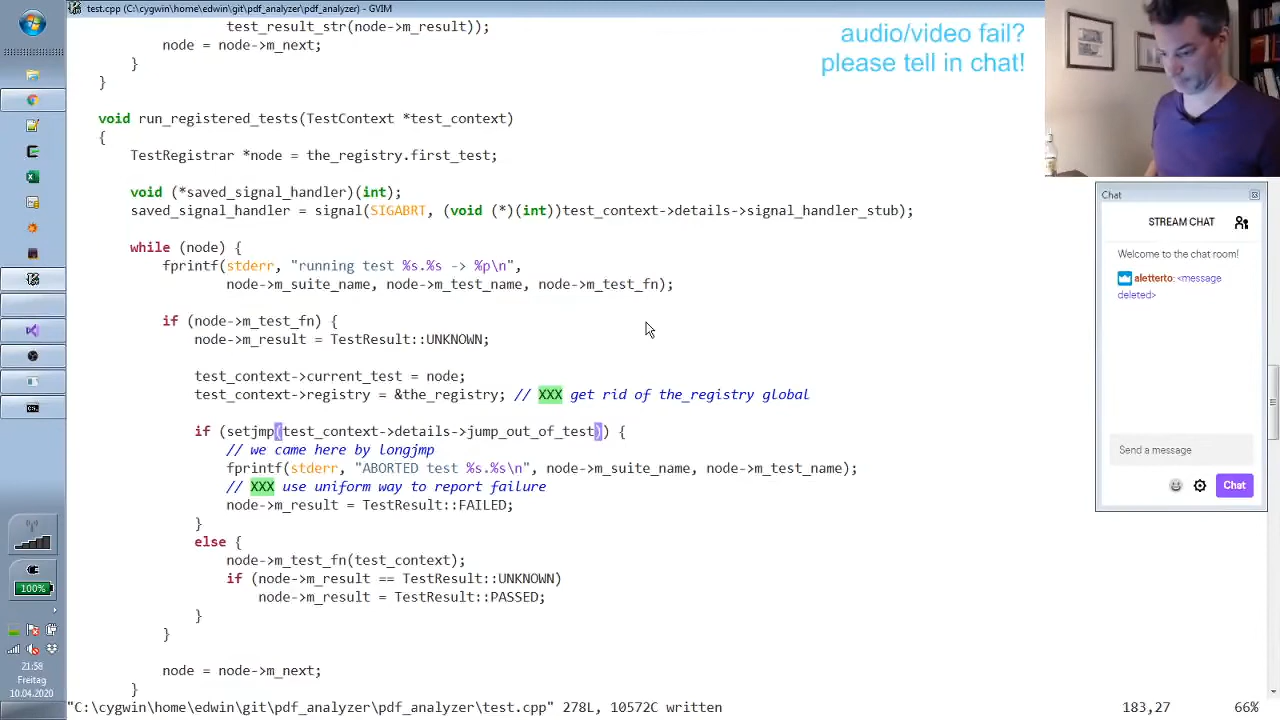 test.cpp (C:\cygwin\home\edwin\git\pdf_analyzer\pdf_analyzer) - GVIM
test_result_str(node->m_result));
node = node->m_next;
}
}
void run_registered_tests(TestContext *test_context)
{
TestRegistrar *node = the_registry.first_test;
void (*saved_signal_handler)(int);
saved_signal_handler = signal(SIGABRT, (void (*)(int))test_context->details->signal_handler_stub);
while (node) {
fprintf(stderr, "running test %s.%s -> %p\n",
node->m_suite_name, node->m_test_name, node->m_test_fn);
if (node->m_test_fn) {
node->m_result = TestResult::UNKNOWN;
test_context->current_test = node;
test_context->registry = &the_registry; // XXX get rid of the_registry global
if (setjmp(test_context->details->jump_out_of_test)) {
// we came here by longjmp
fprintf(stderr, "ABORTED test %s.%s\n", node->m_suite_name, node->m_test_name);
// XXX use uniform way to report failure
node->m_result = TestResult::FAILED;
}
else {
node->m_test_fn(test_context);
if (node->m_result == TestResult::UNKNOWN)
node->m_result = TestResult::PASSED;
}
}
node = node->m_next;
}
"C:\cygwin\home\edwin\git\pdf_analyzer\pdf_analyzer\test.cpp" 278L, 10572C written
183,27
66%
audio/video fail?
please tell in chat!
Chat
STREAM CHAT
Welcome to the chat room!
aletterto: <message
deleted>
Send a message
Chat
100%
21:58
Freitag
10.04.2020